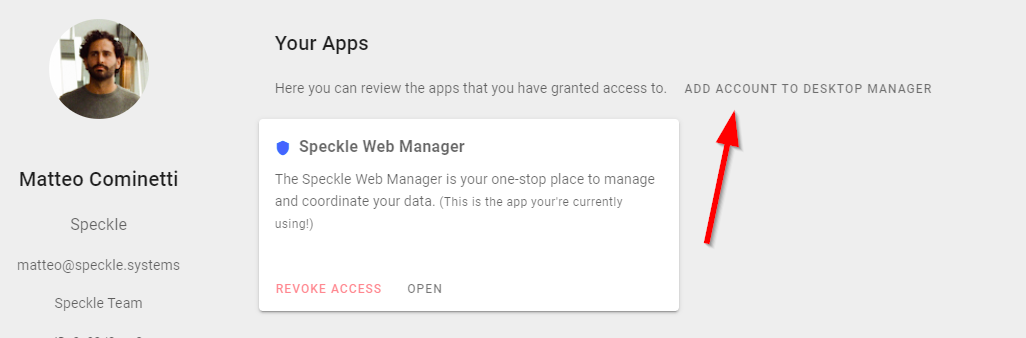 Your Apps
Here you can review the apps that you have granted access to. ADD ACCOUNT TO DESKTOP MANAGER
Speckle Web Manager
The Speckle Web Manager is your one-stop place to manage
and coordinate your data. (This is the app your're currently
using!)
REVOKE ACCESS OPEN
Matteo Cominetti
Speckle
matteo@speckle.systems
Speckle Team